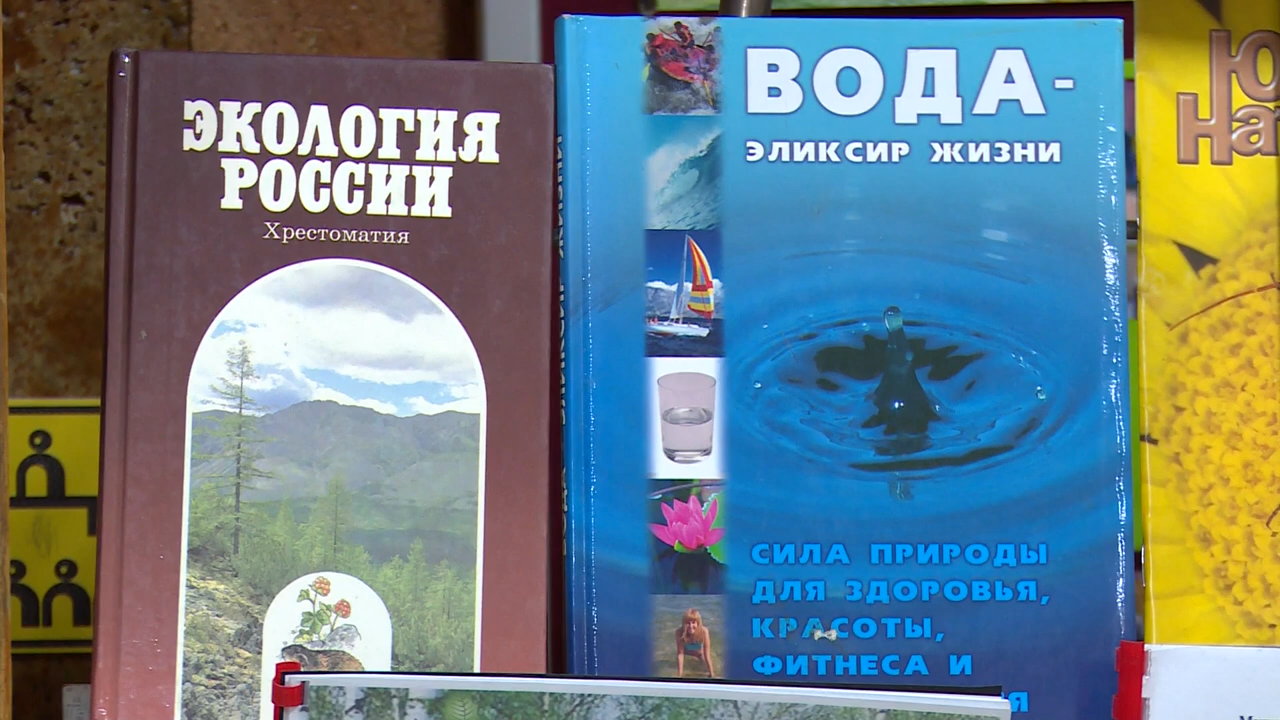 ЭКОЛОГИЯ
РОССИИ
Хрестоматия
ВОДА-
ЭЛИКСИР ЖИЗНИ
СИЛА ПРИРОДЫ
ДЛЯ ЗДОРОВЬЯ,
КРАСОТЫ,
ФИТНЕСА И